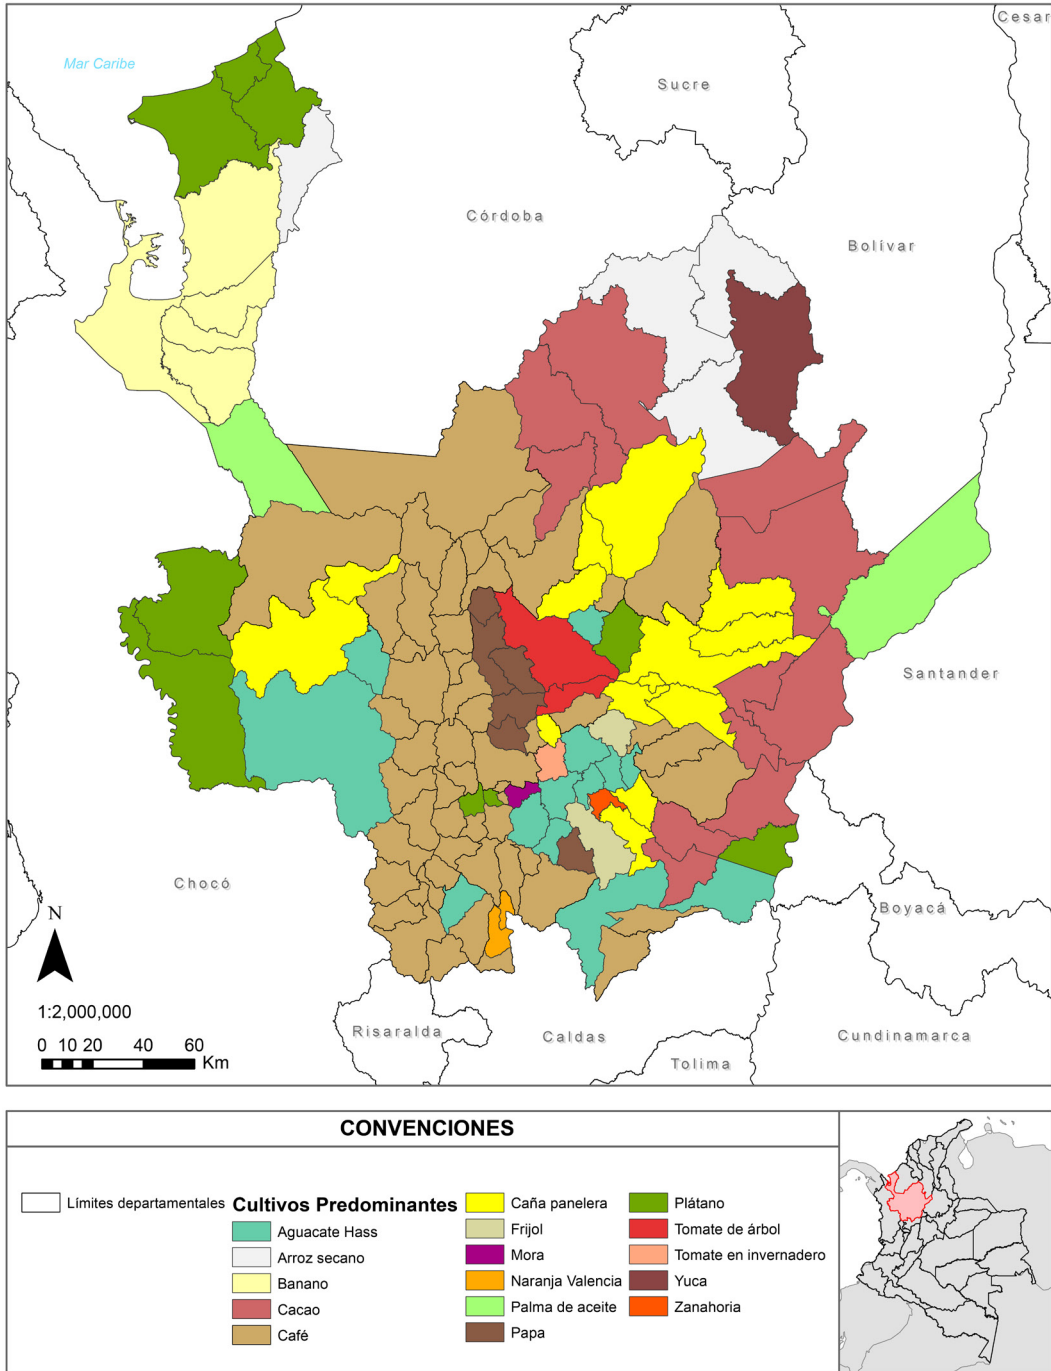 Cesar
Mar Caribe
Sucre
Córdoba
Bolívar
Santander
Chocó
Boyacá
N
1:2,000,000
Risaralda
Caldas
Cundinamarca
Tolima
0 10 20 40 60
Km
CONVENCIONES
Límites departamentales
Cultivos Predominantes
Aguacate Hass
Arroz secano
Banano
Cacao
Café
Caña panelera
Frijol
Mora
Naranja Valencia
Palma de aceite
Papa
Plátano
Tomate de árbol
Tomate en invernadero
Yuca
Zanahoria